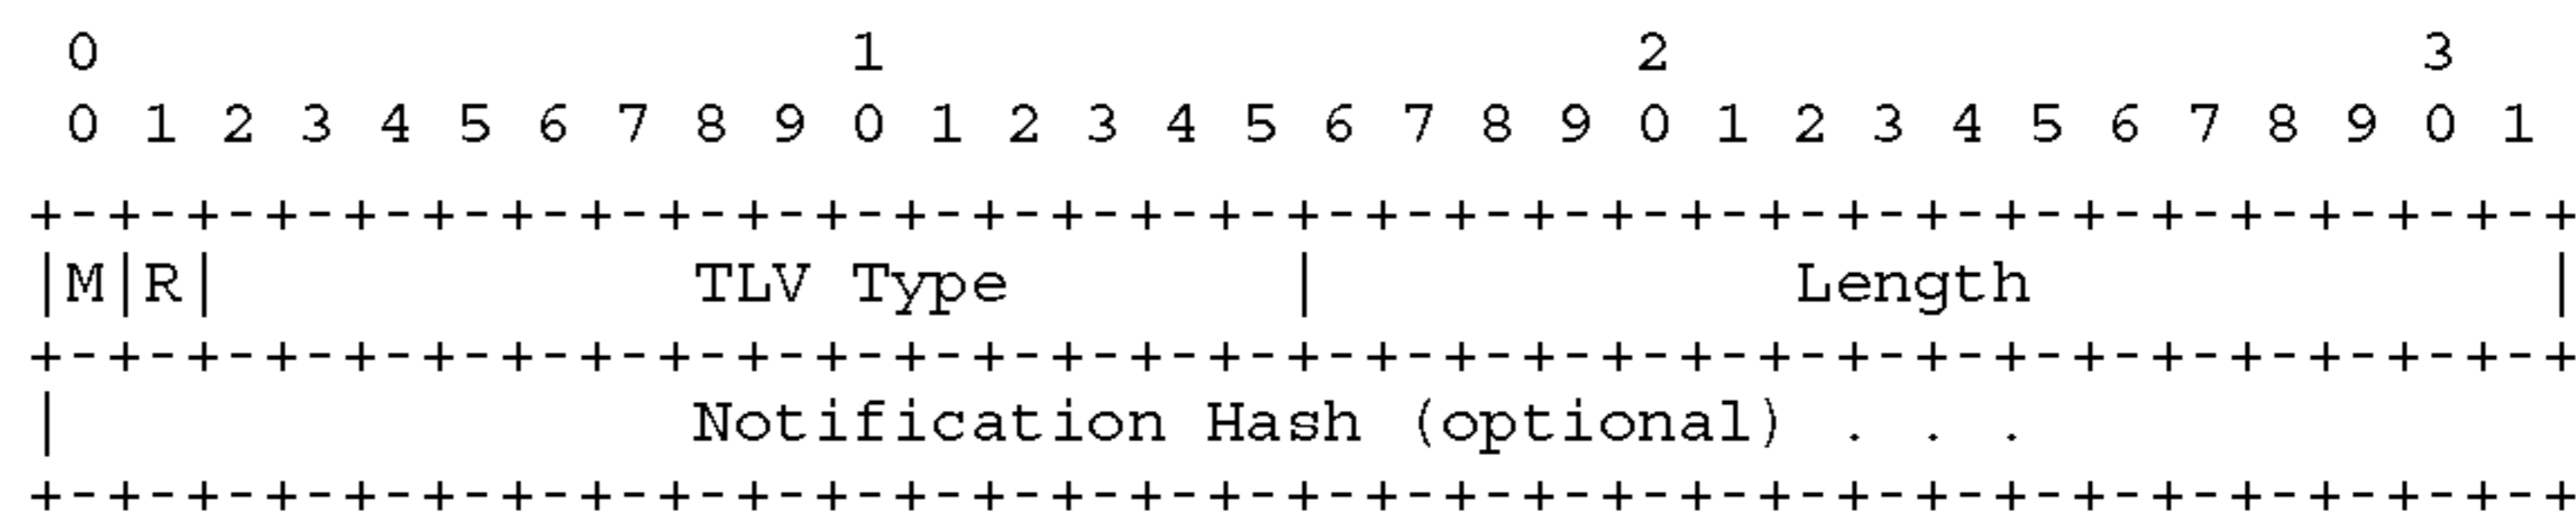 0                   1                   2                   3
 0 1 2 3 4 5 6 7 8 9 0 1 2 3 4 5 6 7 8 9 0 1 2 3 4 5 6 7 8 9 0 1
+-+-+-+-+-+-+-+-+-+-+-+-+-+-+-+-+-+-+-+-+-+-+-+-+-+-+-+-+-+-+-+-+
|M|R|            TLV Type       |            Length             |
+-+-+-+-+-+-+-+-+-+-+-+-+-+-+-+-+-+-+-+-+-+-+-+-+-+-+-+-+-+-+-+-+
|                Notification Hash (optional) . . .
+-+-+-+-+-+-+-+-+-+-+-+-+-+-+-+-+-+-+-+-+-+-+-+-+-+-+-+-+-+-+-+-+